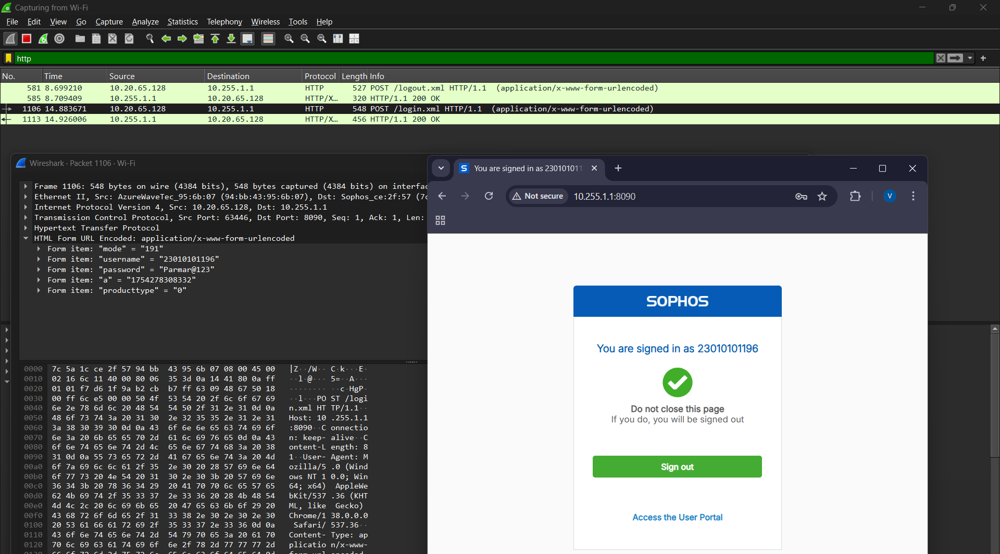 Capturing from Wi-Fi
File Edit View Go Capture Analyze Statistics Telephony Wireless Tools Help
http
No. Time Source Destination Protocol Length Info
581 8.699210 10.20.65.128 10.255.1.1 HTTP 527 POST /logout.xml HTTP/1.1 (application/x-www-form-urlencoded)
585 8.709409 10.255.1.1 10.20.65.128 HTTP/X… 320 HTTP/1.1 200 OK
1106 14.883671 10.20.65.128 10.255.1.1 HTTP 548 POST /login.xml HTTP/1.1 (application/x-www-form-urlencoded)
1113 14.926006 10.255.1.1 10.20.65.128 HTTP/X… 456 HTTP/1.1 200 OK
Wireshark · Packet 1106 · Wi-Fi
Frame 1106: 548 bytes on wire (4384 bits), 548 bytes captured (4384 bits) on interfac
Ethernet II, Src: AzureWaveTec_95:6b:07 (94:bb:43:95:6b:07), Dst: Sophos_ce:2f:57 (7c
Internet Protocol Version 4, Src: 10.20.65.128, Dst: 10.255.1.1
Transmission Control Protocol, Src Port: 63446, Dst Port: 8090, Seq: 1, Ack: 1, Len:
Hypertext Transfer Protocol
HTML Form URL Encoded: application/x-www-form-urlencoded
Form item: "mode" = "191"
Form item: "username" = "23010101196"
Form item: "password" = "Parmar@123"
Form item: "a" = "1754278308332"
Form item: "producttype" = "0"
0000 7c 5a 1c ce 2f 57 94 bb 43 95 6b 07 08 00 45 00 |Z··/W·· C·k···E·
0010 02 16 6c 11 40 00 80 06 35 3d 0a 14 41 80 0a ff ··l·@··· 5=··A···
0020 01 01 f7 d6 1f 9a b2 cb b7 ff 63 09 48 67 50 18 ········ ··c·HgP·
0030 00 ff 6c e5 00 00 50 4f 53 54 20 2f 6c 6f 67 69 ··l···PO ST /logi
0040 6e 2e 78 6d 6c 20 48 54 54 50 2f 31 2e 31 0d 0a n.xml HT TP/1.1··
0050 48 6f 73 74 3a 20 31 30 2e 32 35 35 2e 31 2e 31 Host: 10 .255.1.1
0060 3a 38 30 39 30 0d 0a 43 6f 6e 6e 65 63 74 69 6f :8090··C onnectio
0070 6e 3a 20 6b 65 65 70 2d 61 6c 69 76 65 0d 0a 43 n: keep- alive··C
0080 6f 6e 74 65 6e 74 2d 4c 65 6e 67 74 68 3a 20 38 ontent-L ength: 8
0090 31 0d 0a 55 73 65 72 2d 41 67 65 6e 74 3a 20 4d 1··User- Agent: M
00a0 6f 7a 69 6c 6c 61 2f 35 2e 30 20 28 57 69 6e 64 ozilla/5 .0 (Wind
00b0 6f 77 73 20 4e 54 20 31 30 2e 30 3b 20 57 69 6e ows NT 1 0.0; Win
00c0 36 34 3b 20 78 36 34 29 20 41 70 70 6c 65 57 65 64; x64)  AppleWe
00d0 62 4b 69 74 2f 35 33 37 2e 33 36 20 28 4b 48 54 bKit/537 .36 (KHT
00e0 4d 4c 2c 20 6c 69 6b 65 20 47 65 63 6b 6f 29 20 ML, like  Gecko)
00f0 43 68 72 6f 6d 65 2f 31 33 38 2e 30 2e 30 2e 30 Chrome/1 38.0.0.0
0100 20 53 61 66 61 72 69 2f 35 33 37 2e 33 36 0d 0a  Safari/ 537.36··
0110 43 6f 6e 74 65 6e 74 2d 54 79 70 65 3a 20 61 70 Content- Type: ap
0120 70 6c 69 63 61 74 69 6f 6e 2f 78 2d 77 77 77 2d plicatio n/x-www-
You are signed in as 230101011
Not secure 10.255.1.1:8090
V
SOPHOS
You are signed in as 23010101196
Do not close this page
If you do, you will be signed out
Sign out
Access the User Portal